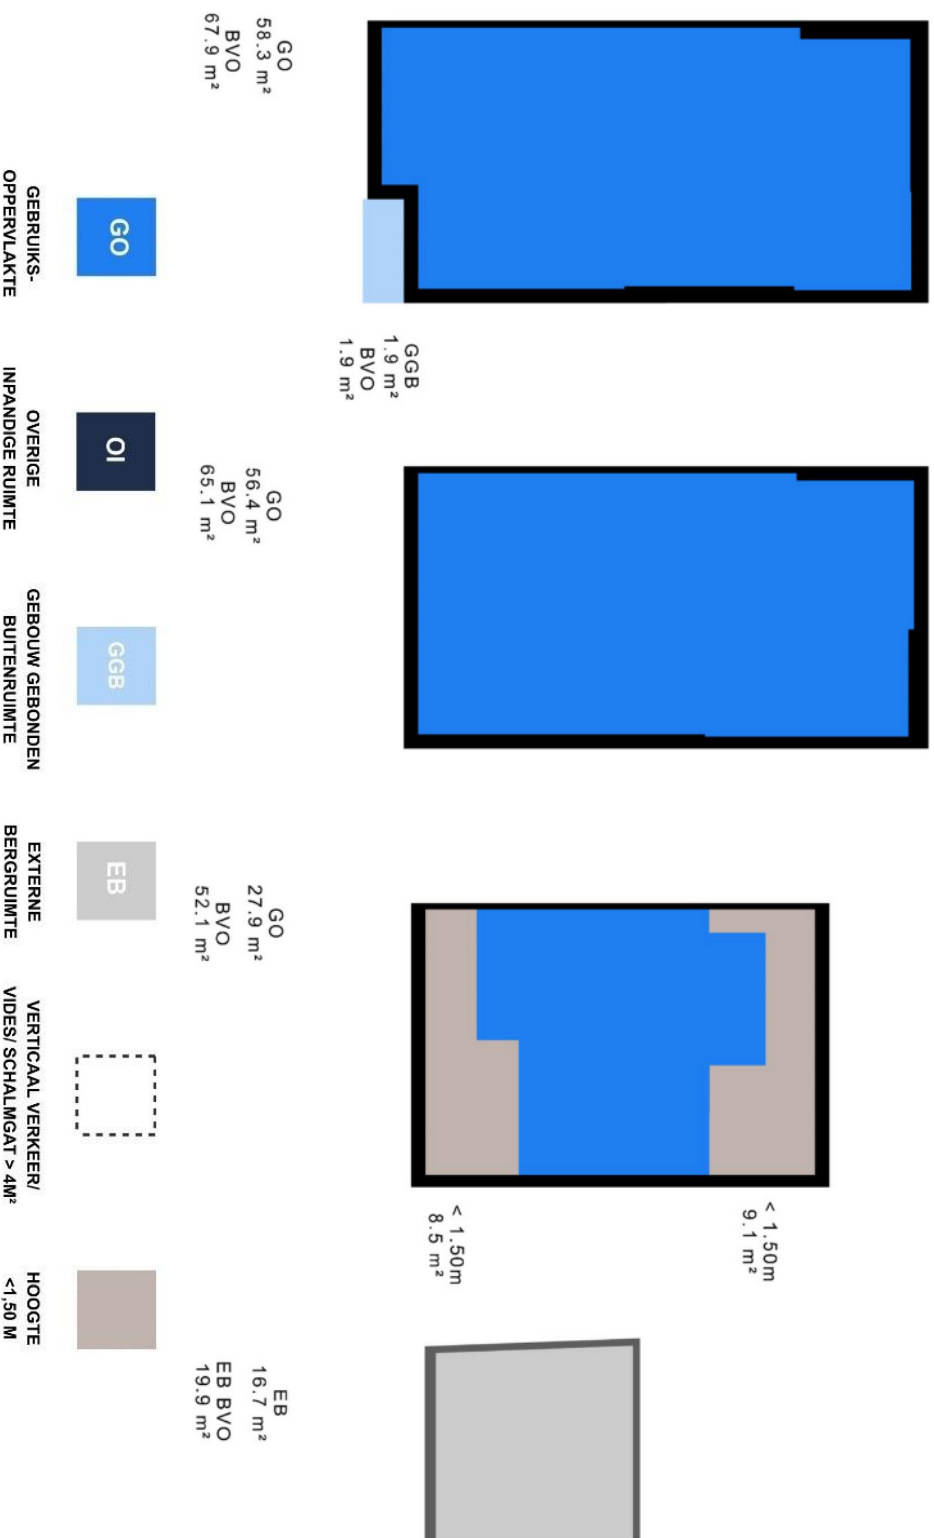 GGB
1.9 m²
BVO
1.9 m²
< 1.50m
9.1 m²
< 1.50m
8.5 m²
GO
58.3 m²
BVO
67.9 m²
GO
56.4 m²
BVO
65.1 m²
GO
27.9 m²
BVO
52.1 m²
EB
16.7 m²
EB BVO
19.9 m²
GO
GEBRUIKS-
OPPERVLAKTE
OI
OVERIGE
INPANDIGE RUIMTE
GGB
GEBOUW GEBONDEN
BUITENRUIMTE
EB
EXTERNE
BERGRUIMTE
VERTICAAL VERKEER/
VIDES/ SCHALMGAT > 4M²
HOOGTE
<1,50 M